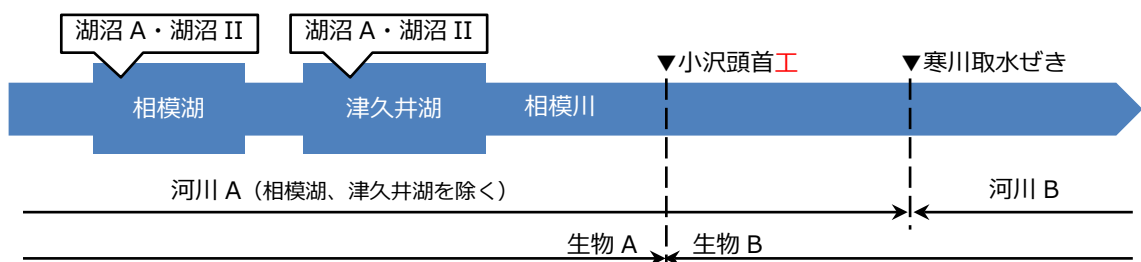 湖沼 A・湖沼 II
湖沼 A・湖沼 II
▼小沢頭首工
▼寒川取水ぜき
相模湖
津久井湖
相模川
河川 A（相模湖、津久井湖を除く）
河川 B
生物 A
生物 B